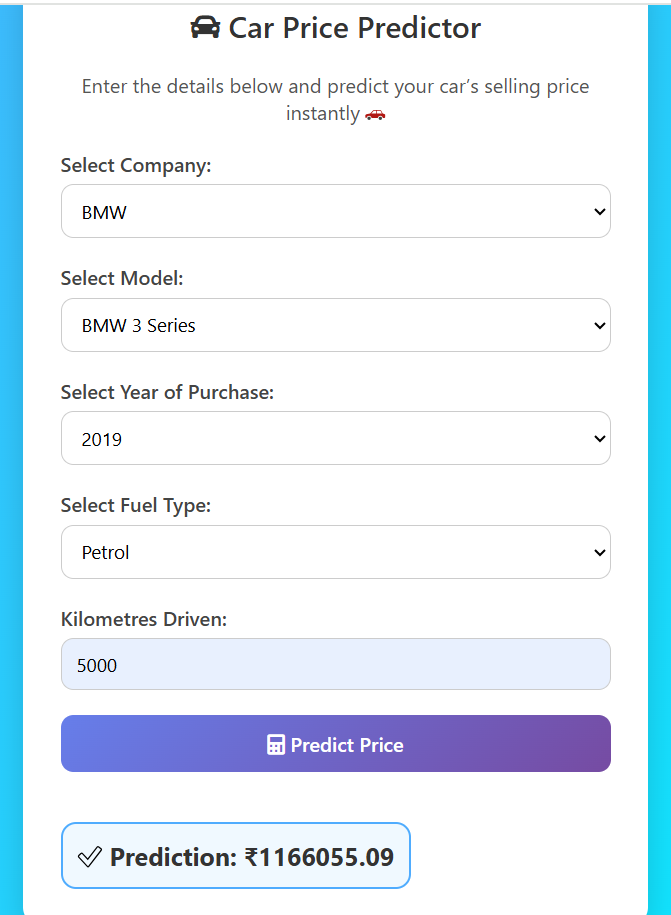 Car Price Predictor
Enter the details below and predict your car’s selling price
instantly
Select Company:
BMW
Select Model:
BMW 3 Series
Select Year of Purchase:
2019
Select Fuel Type:
Petrol
Kilometres Driven:
5000
Predict Price
Prediction: ₹1166055.09